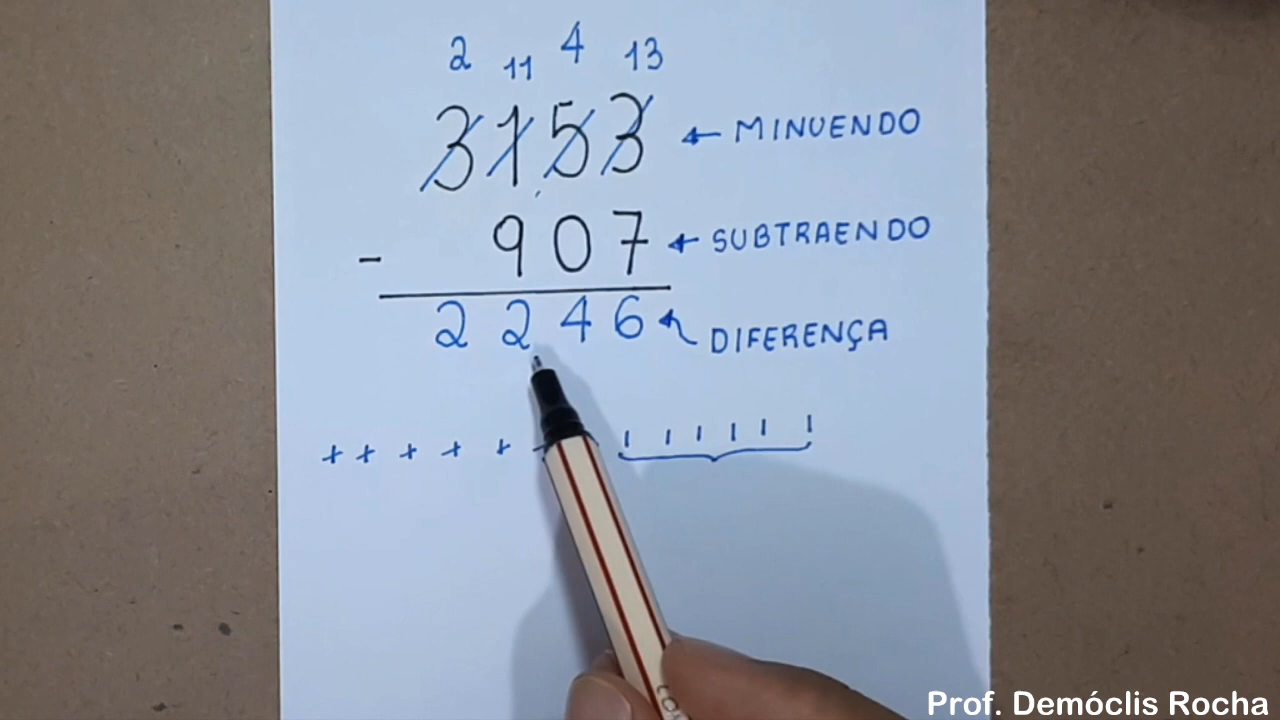 2 11 4 13
3153 ← MINUENDO
- 907 ← SUBTRAENDO
2246 ← DIFERENÇA
+ + + + + + I I I I I I
Prof. Demóclis Rocha